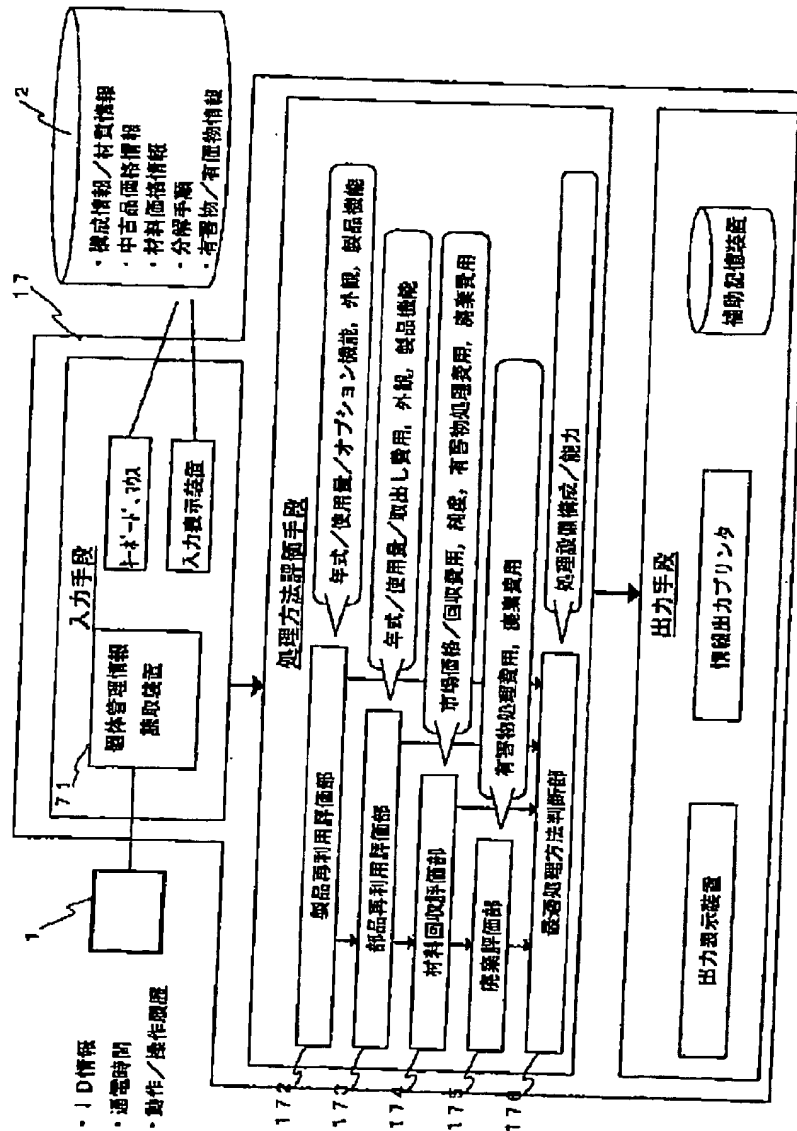 1
・ID情報
・通電時間
・動作/操作履歴
17
入力手段
71
個体管理情報
読取装置
キーボード、マウス
入力表示装置
2
・構成情報/材質情報
・中古品価格情報
・材料価格情報
・分解手順
・有害物/有価物情報
処理方法評価手段
172
製品再利用評価部
年式/使用量/オプション機能, 外観, 製品機能
173
部品再利用評価部
年式/使用量/取出し費用, 外観, 製品機能
174
材料回収評価部
市場価格/回収費用, 純度, 有害物処理費用, 廃棄費用
175
廃棄評価部
有害物処理費用, 廃棄費用
176
最適処理方法判断部
処理設備構成/能力
出力手段
出力表示装置
情報出力プリンタ
補助記憶装置